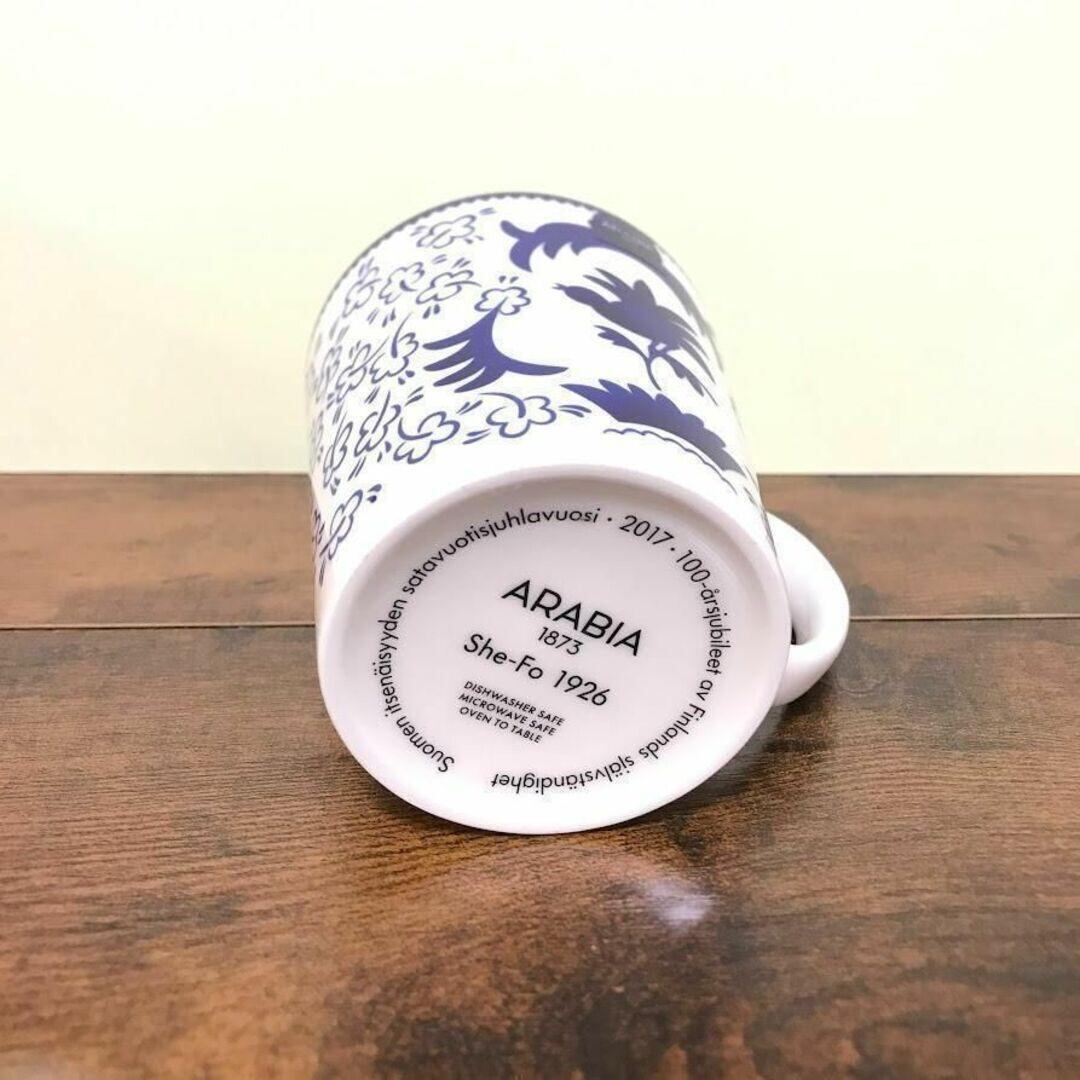 Suomen itsenäisyyden satavuotisjuhlavuosi · 2017 · 100-årsjubileet av Finlands självständighet
ARABIA
1873
She-Fo 1926
DISHWASHER SAFE
MICROWAVE SAFE
OVEN TO TABLE